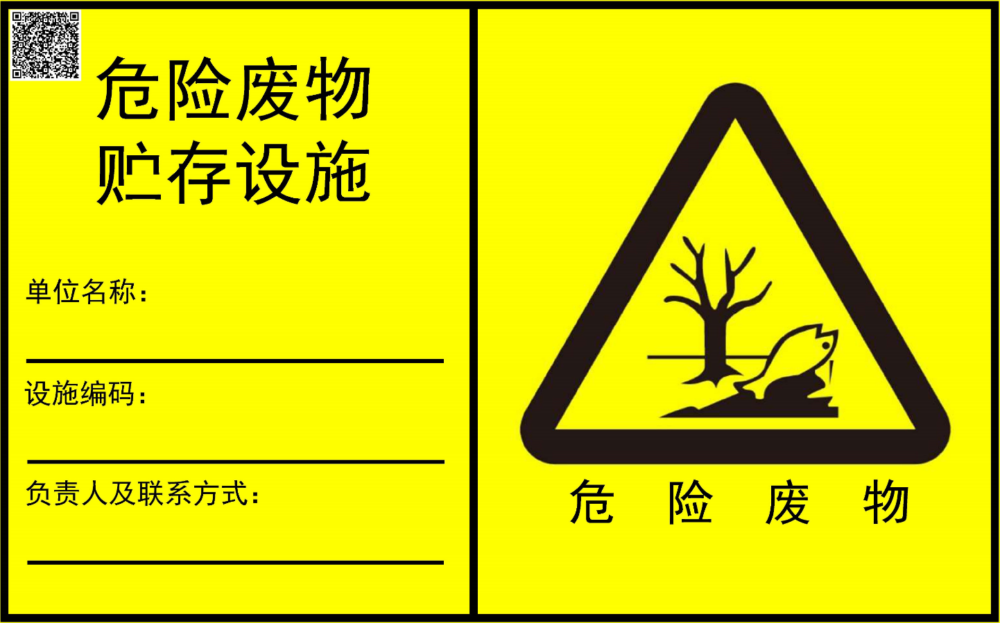 危险废物
贮存设施
单位名称：
设施编码：
负责人及联系方式：
危险废物